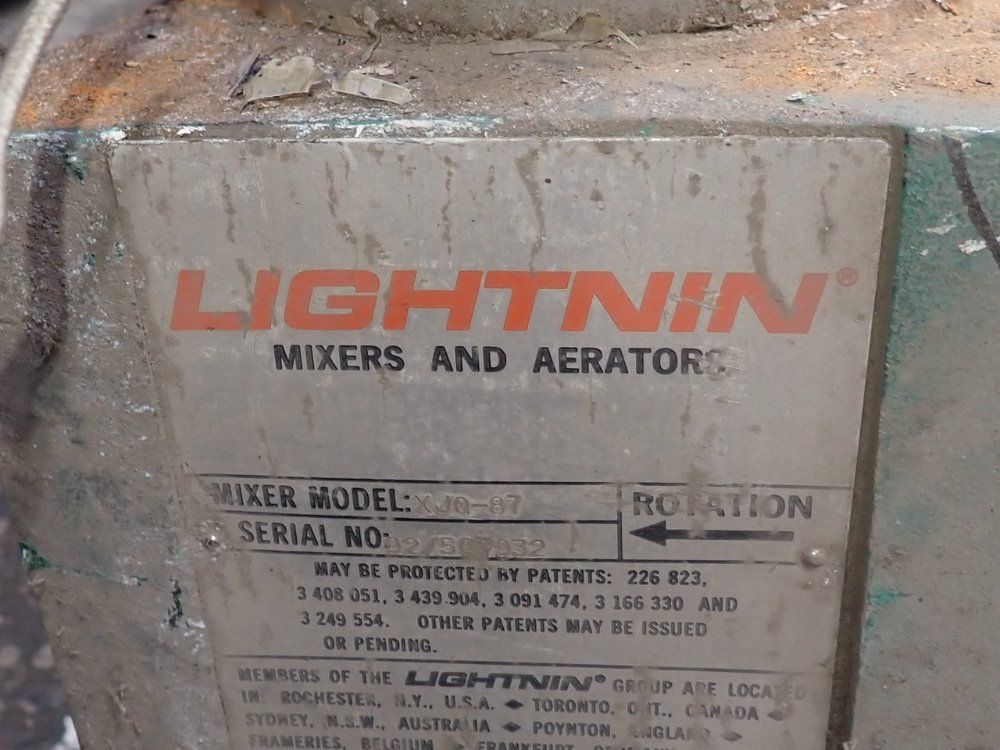 LIGHTNIN®
MIXERS AND AERATORS
MIXER MODEL: XJQ-87
ROTATION
SERIAL NO:
MAY BE PROTECTED BY PATENTS: 226 823,
3 408 051, 3 439 904, 3 091 474, 3 166 330 AND
3 249 554. OTHER PATENTS MAY BE ISSUED
OR PENDING.
MEMBERS OF THE LIGHTNIN® GROUP ARE LOCATED
IN: ROCHESTER, N.Y., U.S.A. ◆ TORONTO, ONT., CANADA ◆
SYDNEY, N.S.W., AUSTRALIA ◆ POYNTON, ENGLAND ◆
FRAMERIES, BELGIUM ◆ FRANKFURT